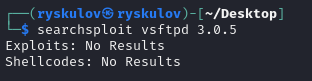 ┌──(ryskulov㉿ryskulov)-[~/Desktop]
└─$ searchsploit vsftpd 3.0.5
Exploits: No Results
Shellcodes: No Results